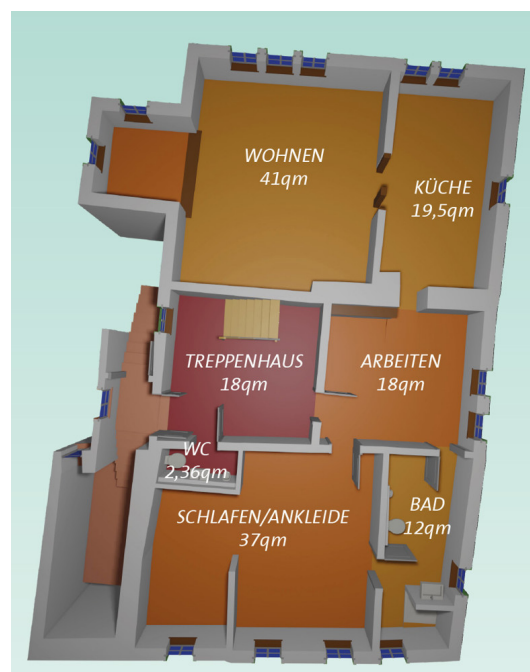 WOHNEN
41qm
KÜCHE
19,5qm
TREPPENHAUS
18qm
ARBEITEN
18qm
WC
2,36qm
SCHLAFEN/ANKLEIDE
37qm
BAD
12qm